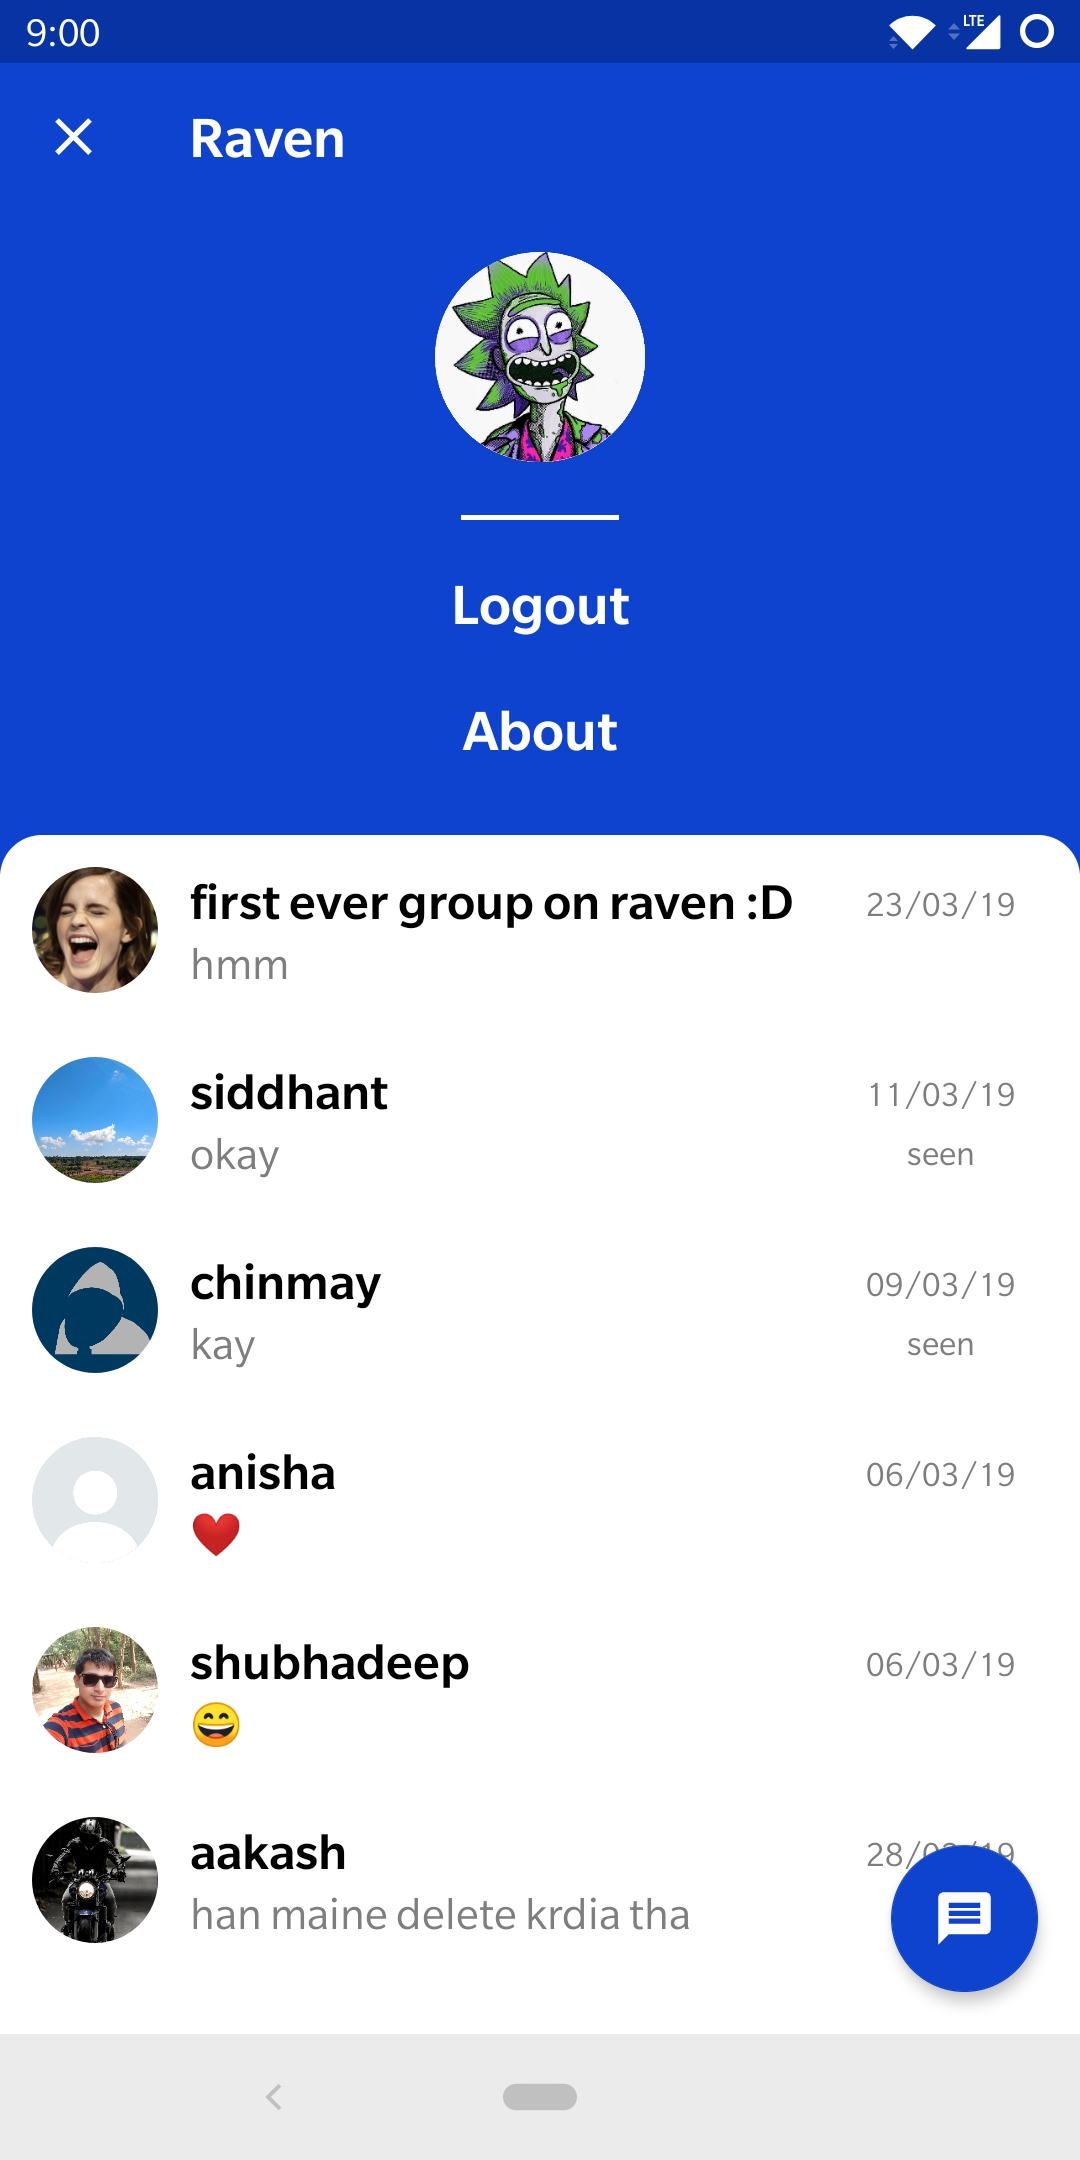 9:00
LTE
Raven
Logout
About
first ever group on raven :D 23/03/19
hmm
siddhant 11/03/19
okay seen
chinmay 09/03/19
kay seen
anisha 06/03/19
❤️
shubhadeep 06/03/19
😄
aakash
han maine delete krdia tha